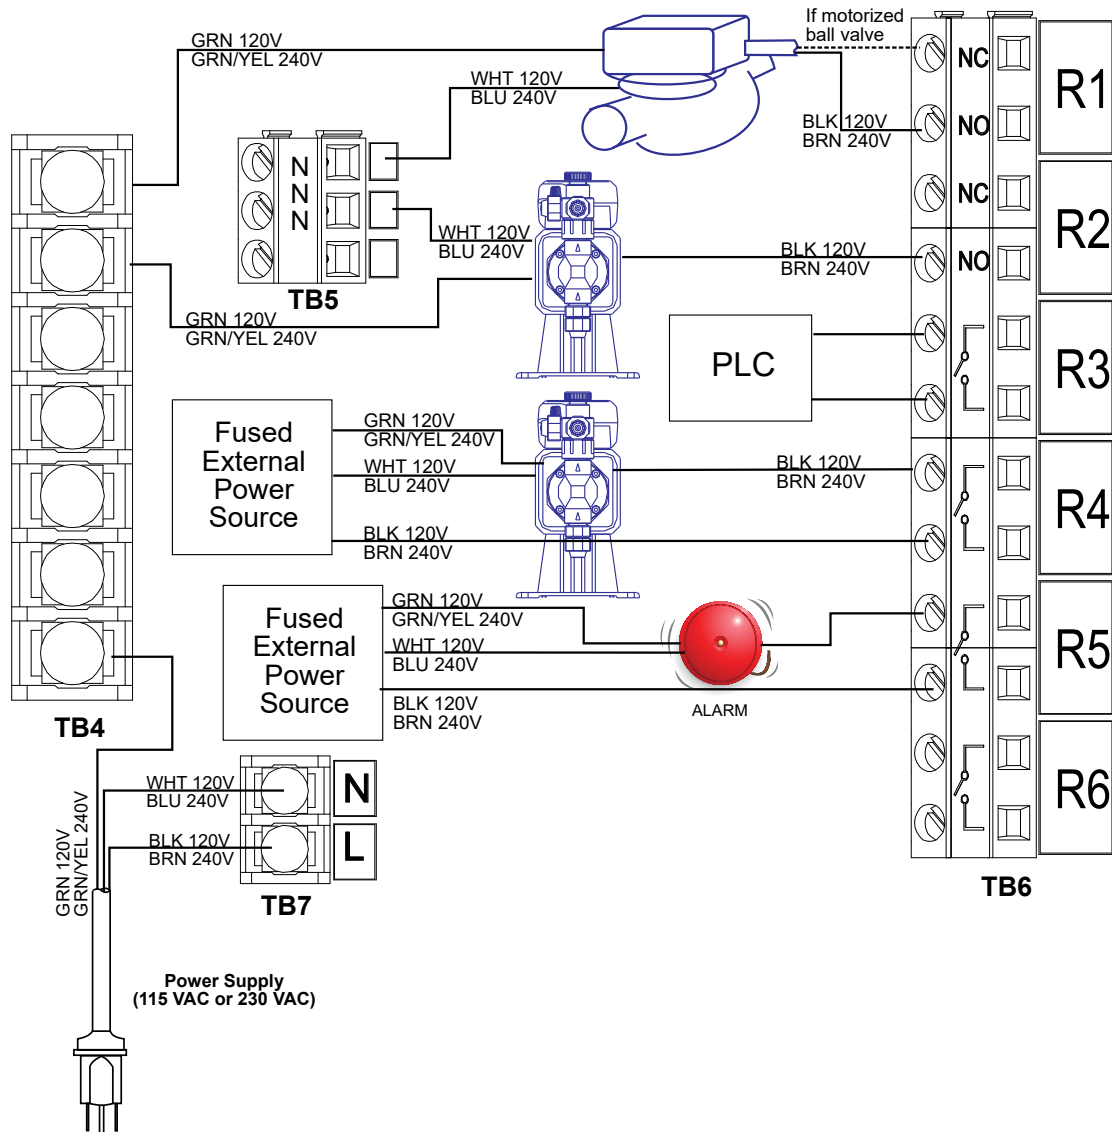 If motorized
ball valve
GRN 120V
GRN/YEL 240V
WHT 120V
BLU 240V
NC
R1
BLK 120V
BRN 240V
NO
N
N
N
TB5
NC
R2
WHT 120V
BLU 240V
BLK 120V
BRN 240V
NO
GRN 120V
GRN/YEL 240V
PLC
R3
Fused
External
Power
Source
GRN 120V
GRN/YEL 240V
WHT 120V
BLU 240V
BLK 120V
BRN 240V
R4
BLK 120V
BRN 240V
Fused
External
Power
Source
GRN 120V
GRN/YEL 240V
WHT 120V
BLU 240V
BLK 120V
BRN 240V
ALARM
R5
TB4
WHT 120V
BLU 240V
N
R6
BLK 120V
BRN 240V
L
GRN 120V
GRN/YEL 240V
TB7
TB6
Power Supply
(115 VAC or 230 VAC)